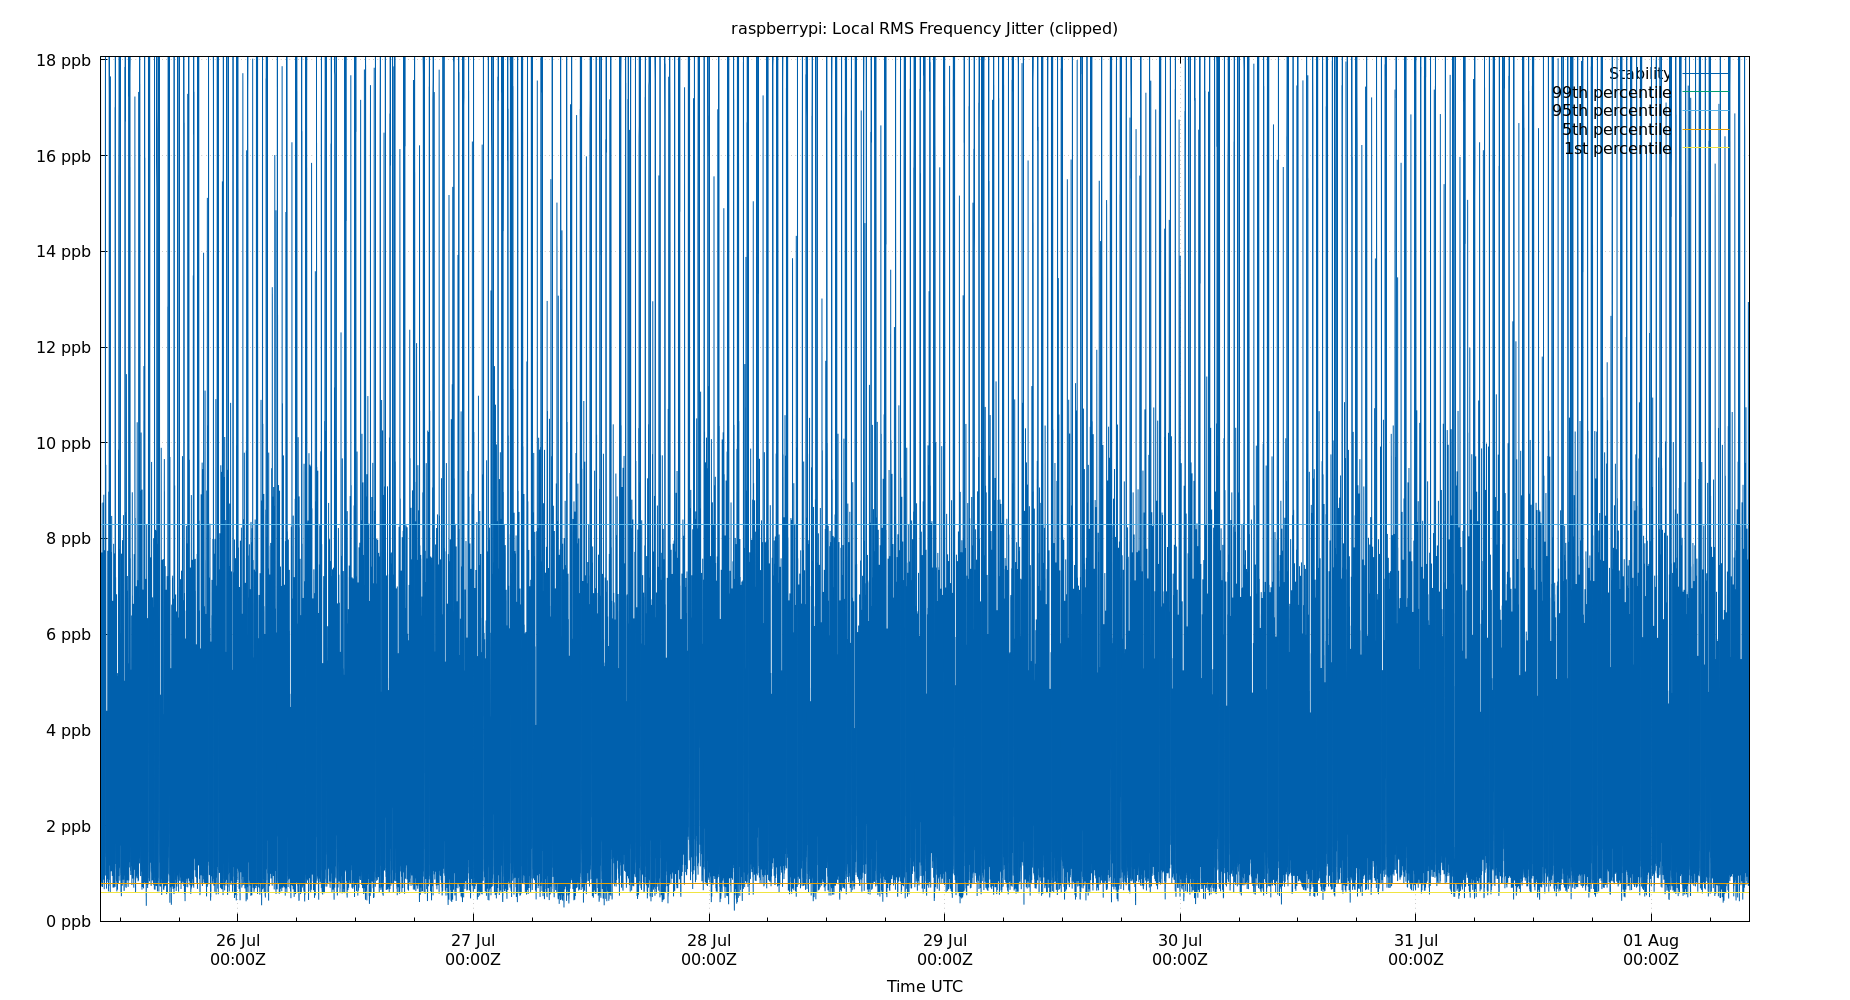 raspberrypi: Local RMS Frequency Jitter (clipped)
18 ppb
16 ppb
14 ppb
12 ppb
10 ppb
8 ppb
6 ppb
4 ppb
2 ppb
0 ppb
Stability
99th percentile
95th percentile
5th percentile
1st percentile
26 Jul 27 Jul 28 Jul 29 Jul 30 Jul 31 Jul 01 Aug
00:00Z 00:00Z 00:00Z 00:00Z 00:00Z 00:00Z 00:00Z
Time UTC